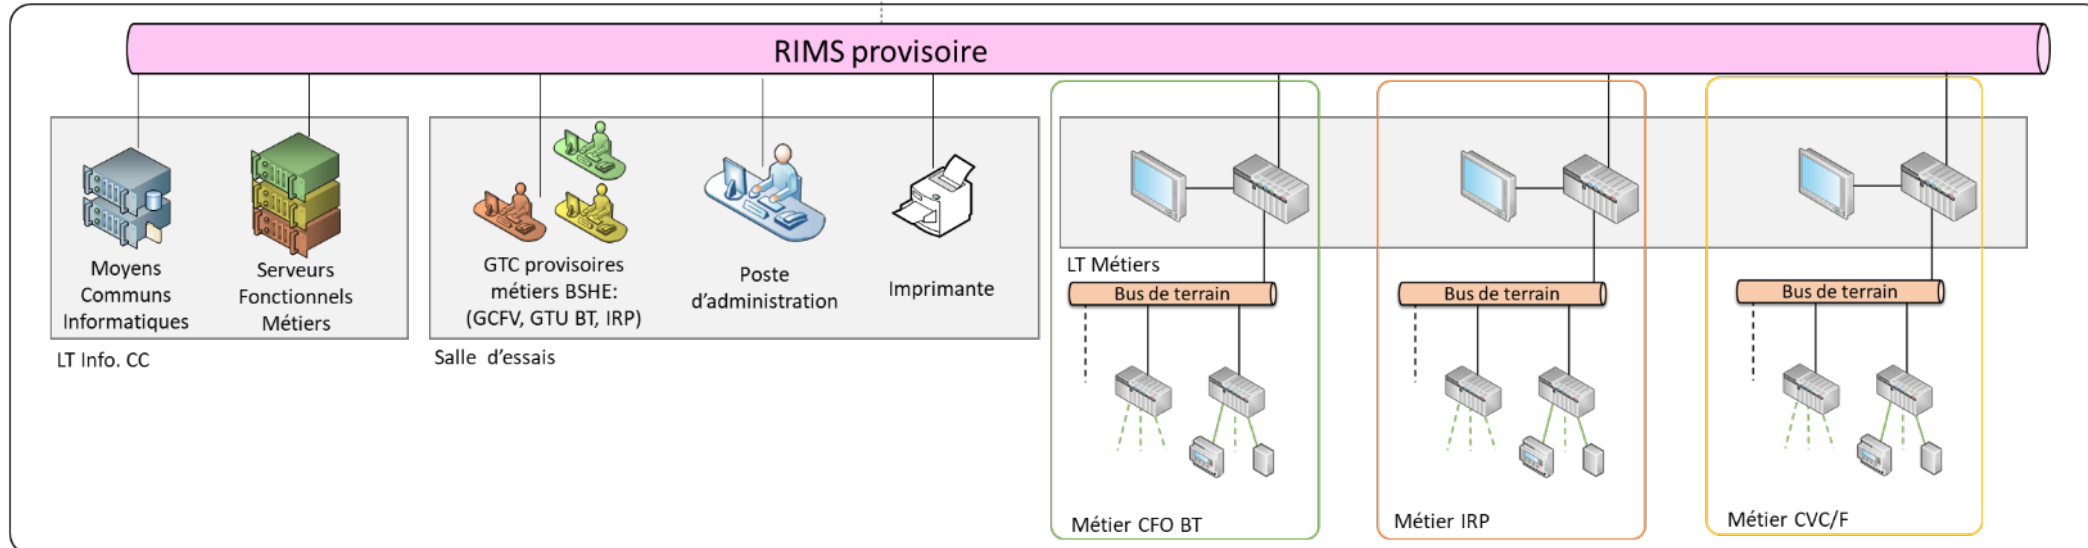 RIMS provisoire
Moyens
Communs
Informatiques
Serveurs
Fonctionnels
Métiers
LT Info. CC
GTC provisoires
métiers BSHE:
(GCFV, GTU BT, IRP)
Poste
d'administration
Imprimante
Salle d'essais
LT Métiers
Bus de terrain
Bus de terrain
Bus de terrain
Métier CFO BT
Métier IRP
Métier CVC/F